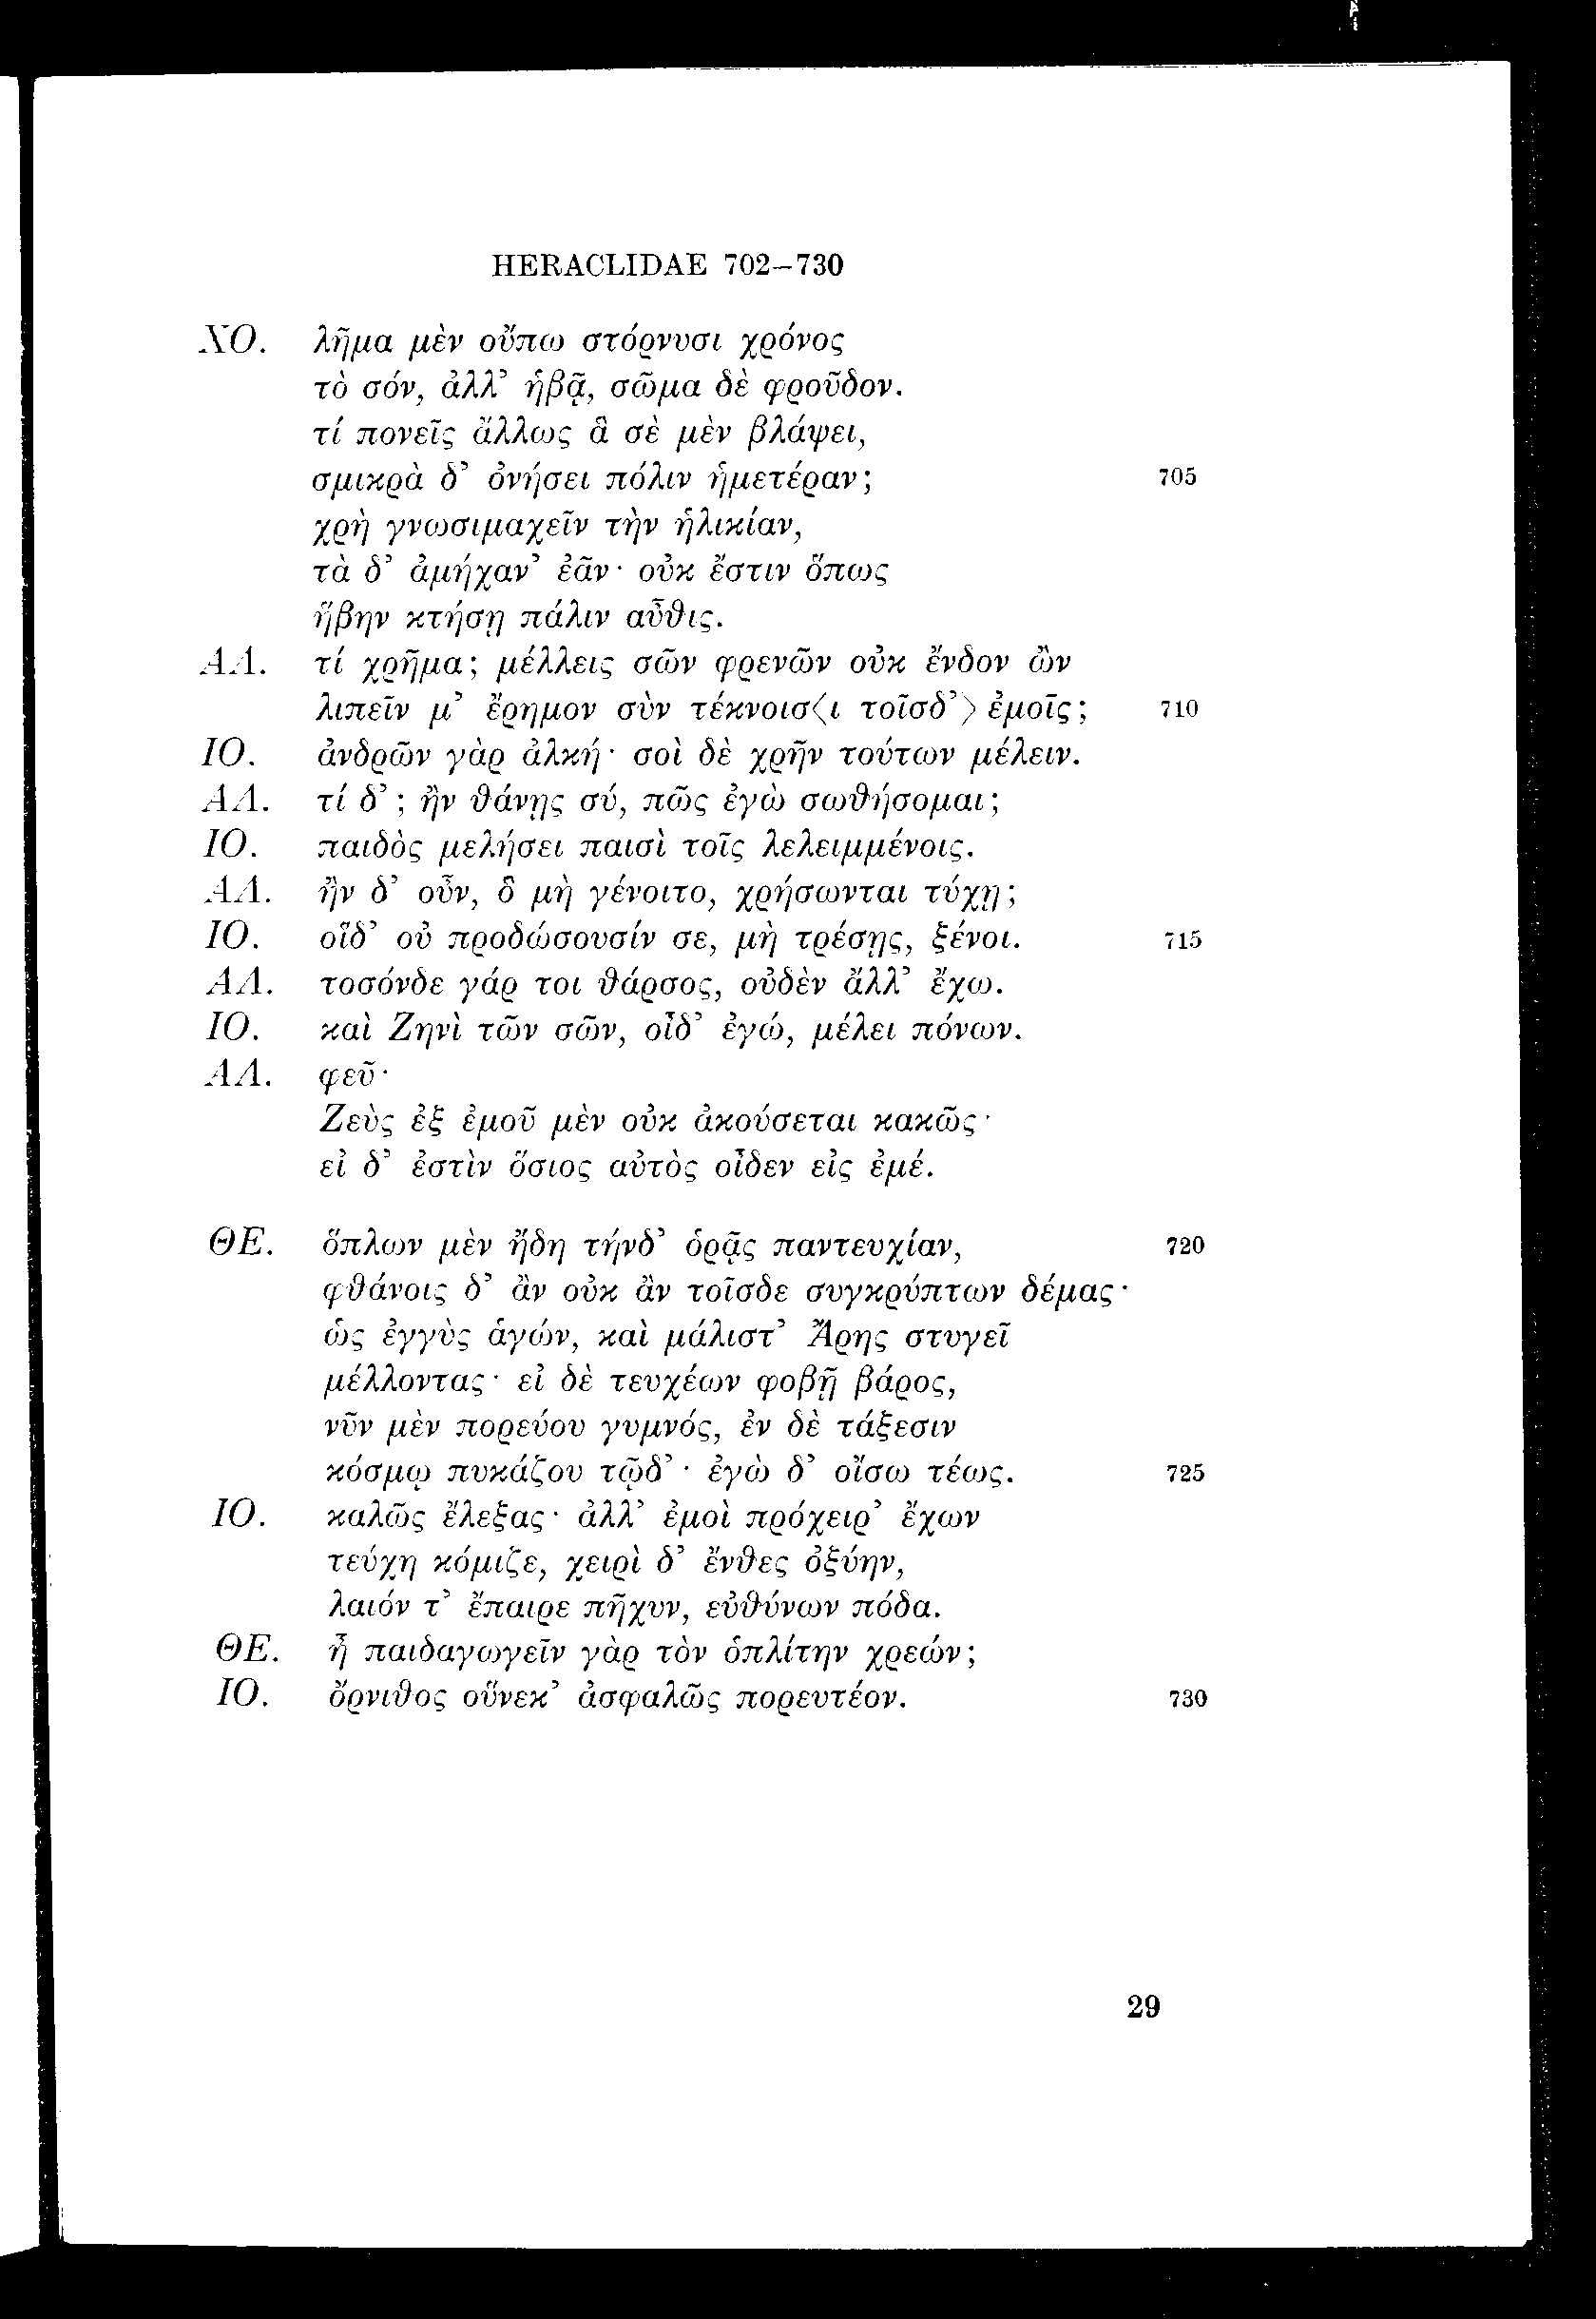 HERACLIDAE 702–730
ΧΟ. λῆμα μὲν οὔπω στόρνυσι χρόνος
τὸ σόν, ἀλλ’ ἡβᾷ, σῶμα δὲ φροῦδον.
τί πονεῖς ἄλλως ἃ σὲ μὲν βλάψει,
σμικρὰ δ’ ὀνήσει πόλιν ἡμετέραν; 705
χρὴ γνωσιμαχεῖν τὴν ἡλικίαν,
τὰ δ’ ἀμήχαν’ ἐᾶν· οὐκ ἔστιν ὅπως
ἥβην κτήσῃ πάλιν αὖθις.
ΑΛ. τί χρῆμα; μέλλεις σῶν φρενῶν οὐκ ἔνδον ὢν
λιπεῖν μ’ ἔρημον σὺν τέκνοισ⟨ι τοῖσδ’⟩ ἐμοῖς; 710
ΙΟ. ἀνδρῶν γὰρ ἀλκή· σοὶ δὲ χρῆν τούτων μέλειν.
ΑΛ. τί δ’; ἢν θάνῃς σύ, πῶς ἐγὼ σωθήσομαι;
ΙΟ. παιδὸς μελήσει παισὶ τοῖς λελειμμένοις.
ΑΛ. ἢν δ’ οὖν, ὃ μὴ γένοιτο, χρήσωνται τύχῃ;
ΙΟ. οἵδ’ οὐ προδώσουσίν σε, μὴ τρέσῃς, ξένοι. 715
ΑΛ. τοσόνδε γάρ τοι θάρσος, οὐδὲν ἄλλ’ ἔχω.
ΙΟ. καὶ Ζηνὶ τῶν σῶν, οἶδ’ ἐγώ, μέλει πόνων.
ΑΛ. φεῦ·
Ζεὺς ἐξ ἐμοῦ μὲν οὐκ ἀκούσεται κακῶς·
εἰ δ’ ἐστὶν ὅσιος αὐτὸς οἶδεν εἰς ἐμέ.
ΘΕ. ὅπλων μὲν ἤδη τήνδ’ ὁρᾷς παντευχίαν, 720
φθάνοις δ’ ἂν οὐκ ἂν τοῖσδε συγκρύπτων δέμας·
ὡς ἐγγὺς ἁγών, καὶ μάλιστ’ Ἄρης στυγεῖ
μέλλοντας· εἰ δὲ τευχέων φοβῇ βάρος,
νῦν μὲν πορεύου γυμνός, ἐν δὲ τάξεσιν
κόσμῳ πυκάζου τῷδ’· ἐγὼ δ’ οἴσω τέως. 725
ΙΟ. καλῶς ἔλεξας· ἀλλ’ ἐμοὶ πρόχειρ’ ἔχων
τεύχη κόμιζε, χειρὶ δ’ ἔνθες ὀξύην,
λαιόν τ’ ἔπαιρε πῆχυν, εὐθύνων πόδα.
ΘΕ. ἦ παιδαγωγεῖν γὰρ τὸν ὁπλίτην χρεών;
ΙΟ. ὄρνιθος οὕνεκ’ ἀσφαλῶς πορευτέον. 730
29